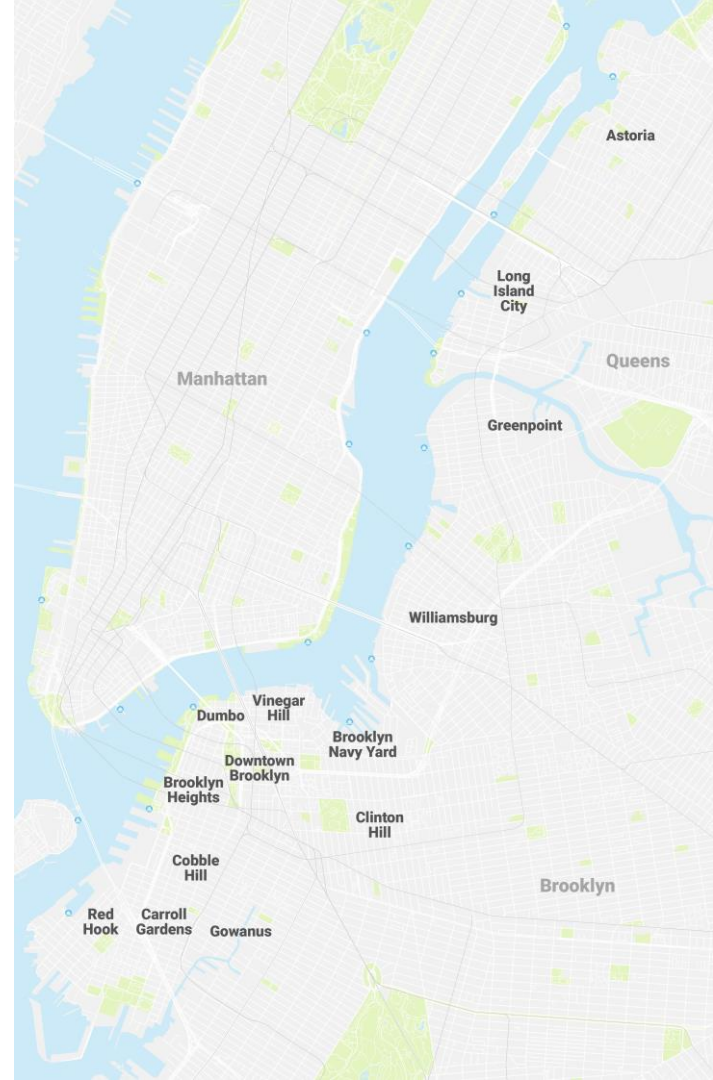 Astoria
Long
Island
City
Queens
Manhattan
Greenpoint
Williamsburg
Vinegar
Hill
Dumbo
Brooklyn
Navy Yard
Downtown
Brooklyn
Brooklyn
Heights
Clinton
Hill
Cobble
Hill
Brooklyn
Red
Hook
Carroll
Gardens
Gowanus